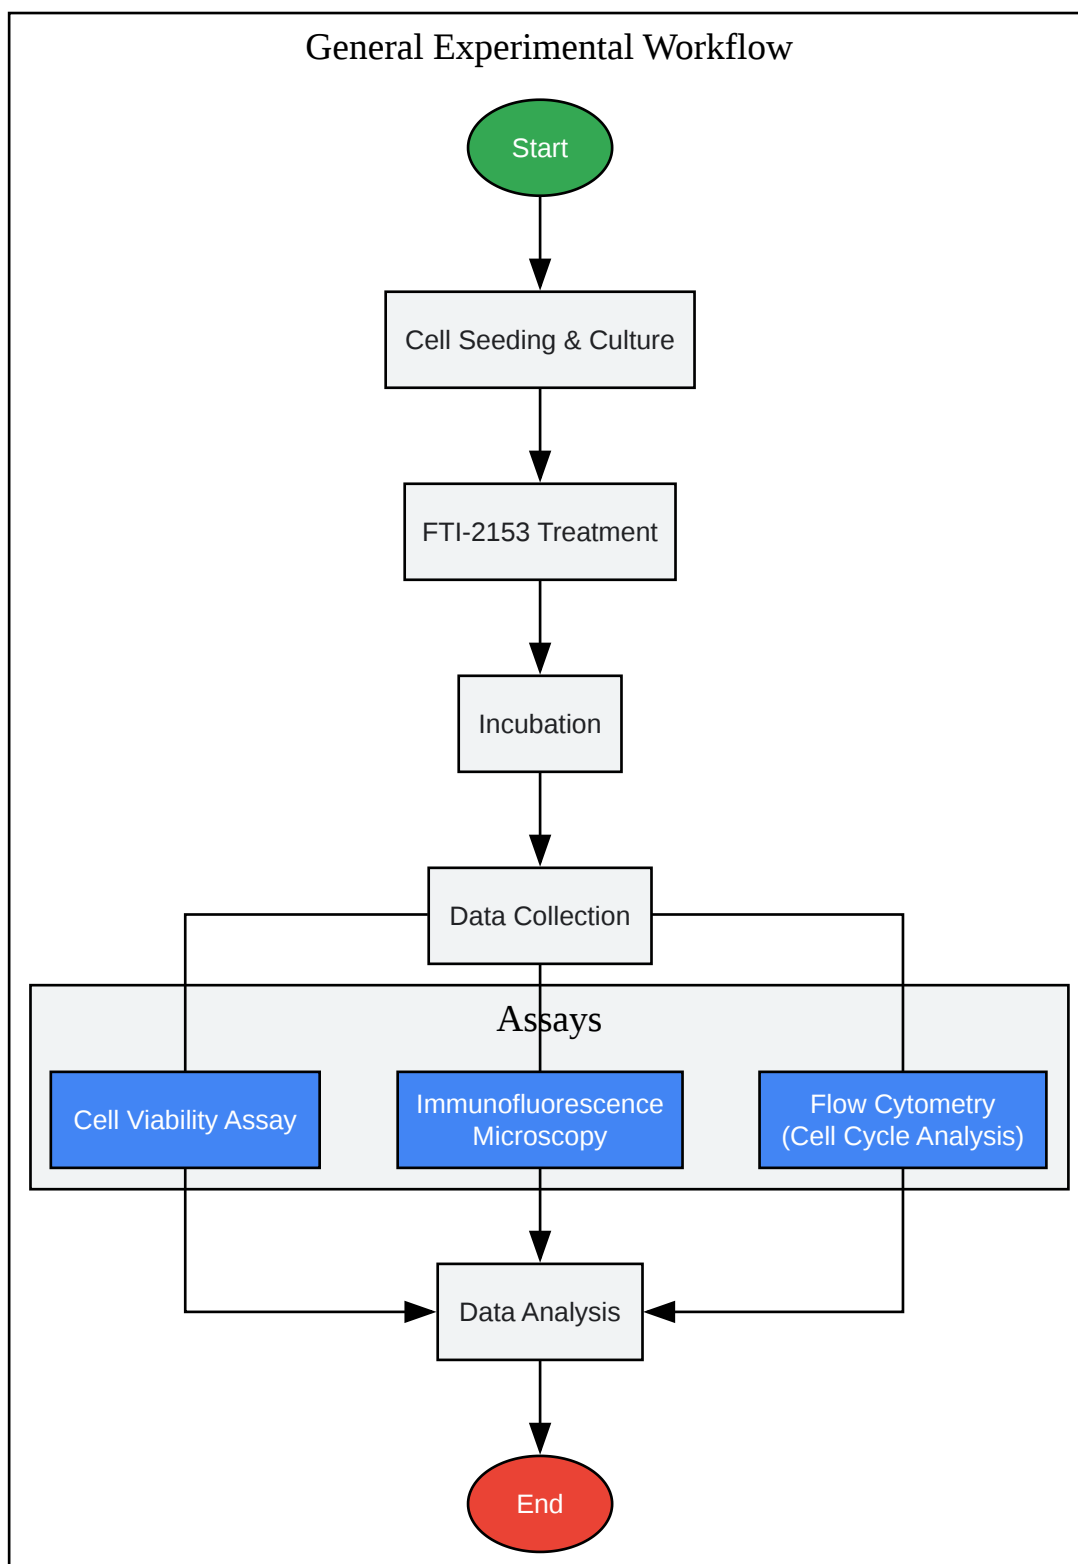 General Experimental Workflow
Start
Cell Seeding & Culture
FTI-2153 Treatment
Incubation
Data Collection
Assays
Cell Viability Assay
Immunofluorescence
Microscopy
Flow Cytometry
(Cell Cycle Analysis)
Data Analysis
End